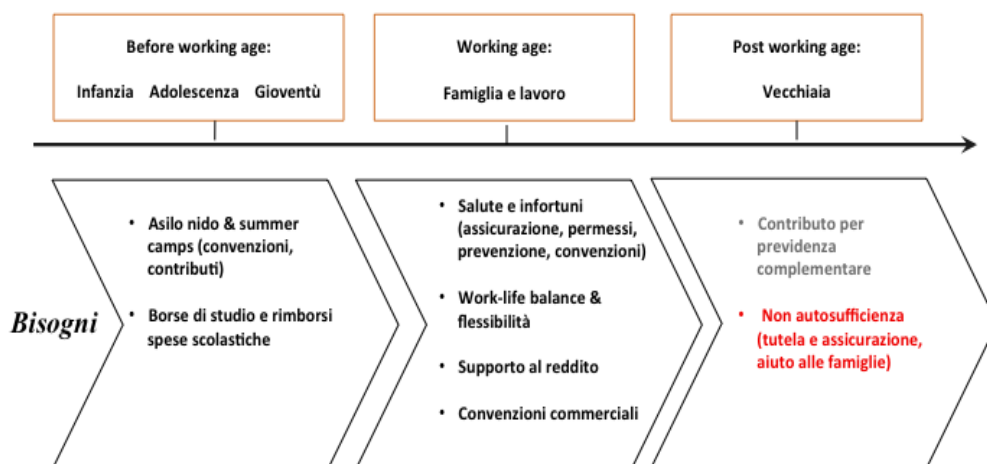 Before working age:
Infanzia Adolescenza Gioventù
Working age:
Famiglia e lavoro
Post working age:
Vecchiaia
Bisogni
• Asilo nido & summer
camps (convenzioni,
contributi)
• Borse di studio e rimborsi
spese scolastiche
• Salute e infortuni
(assicurazione, permessi,
prevenzione, convenzioni)
• Work-life balance &
flessibilità
• Supporto al reddito
• Convenzioni commerciali
• Contributo per
previdenza
complementare
• Non autosufficienza
(tutela e assicurazione,
aiuto alle famiglie)